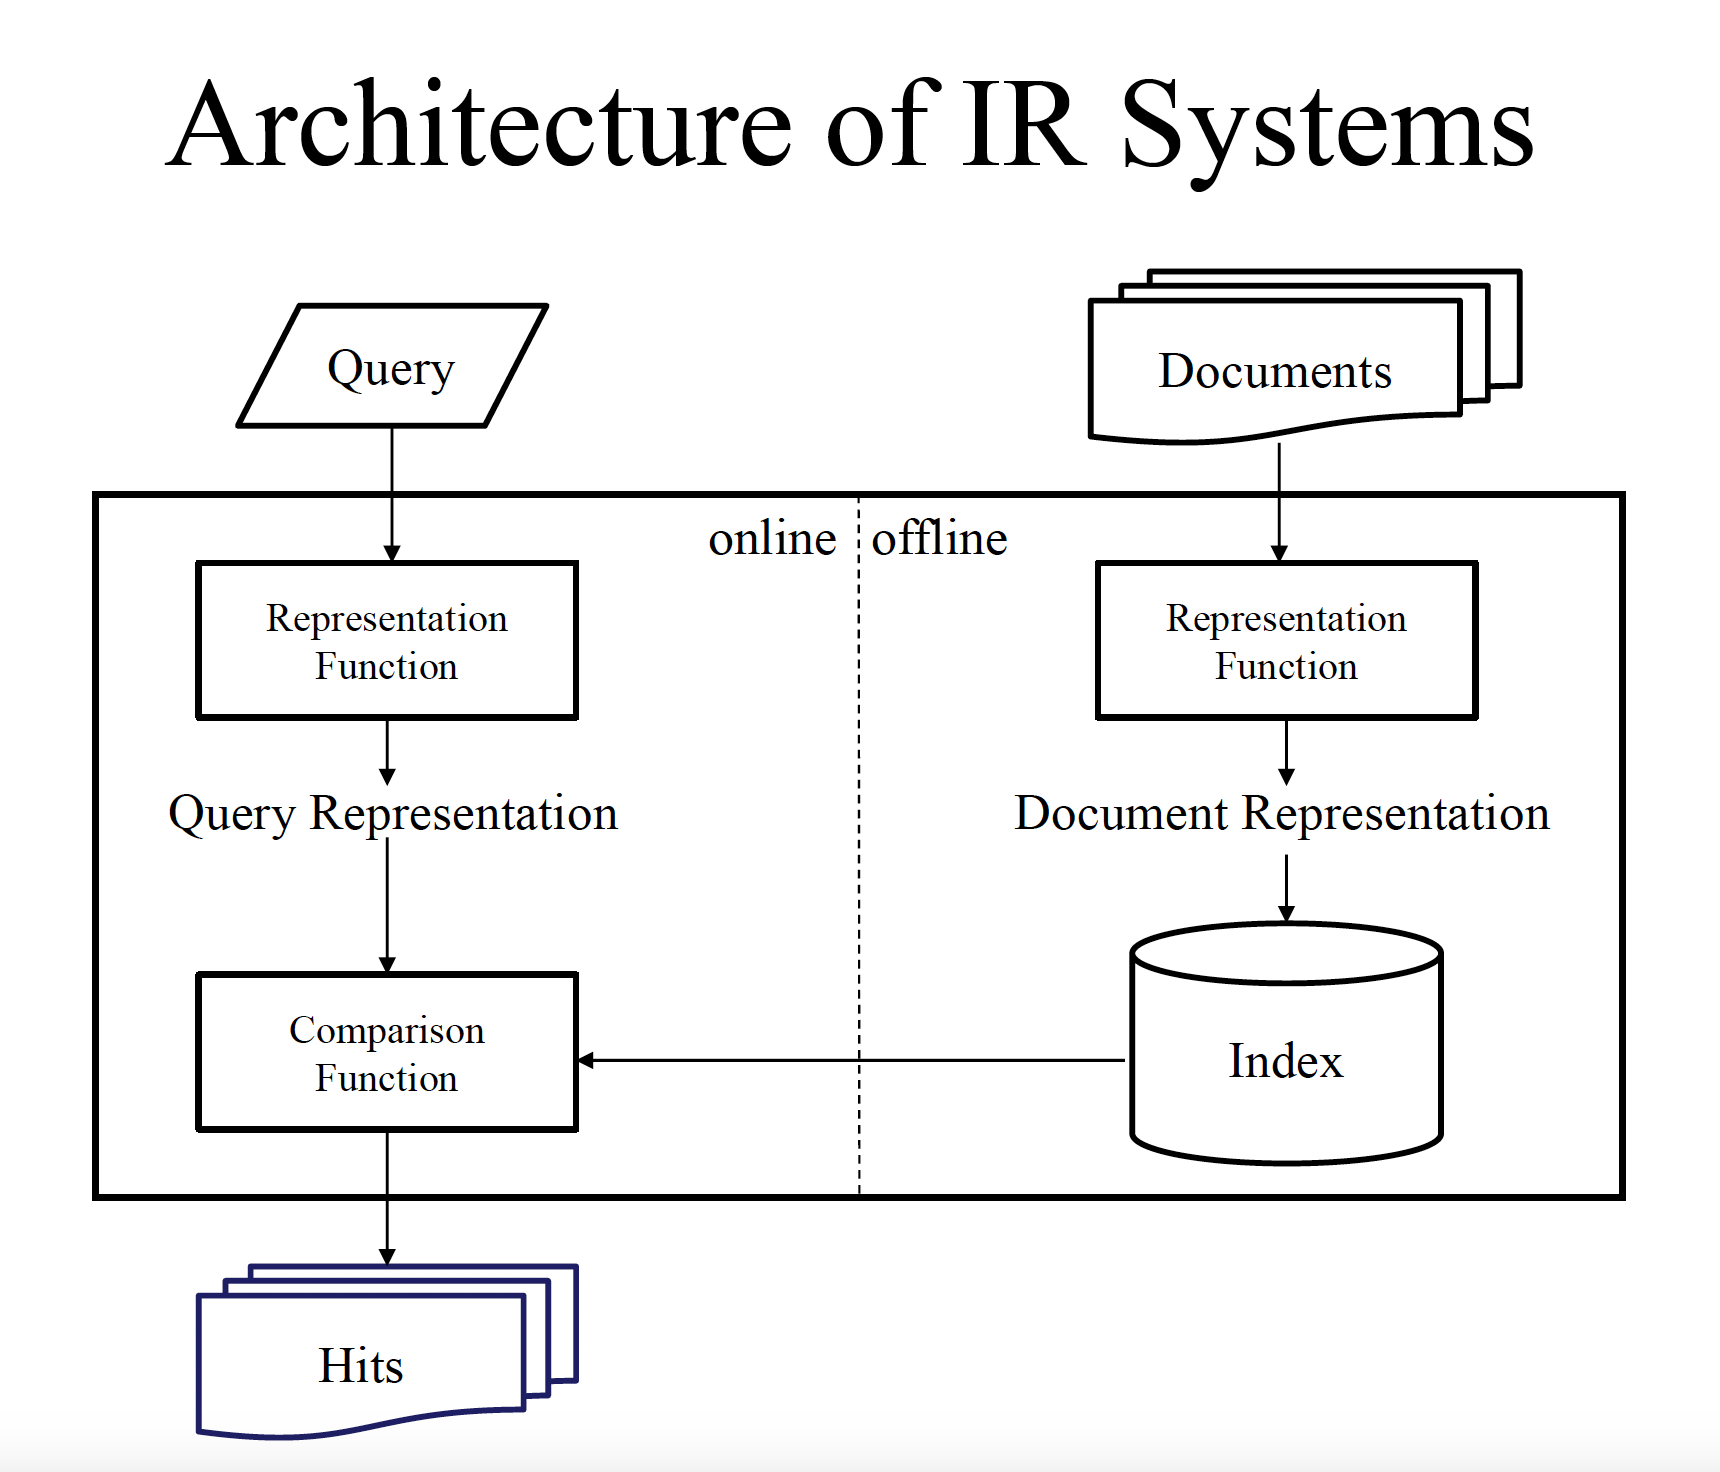 Architecture of IR Systems
Query
Documents
online
offline
Representation
Function
Representation
Function
Query Representation
Document Representation
Comparison
Function
Index
Hits